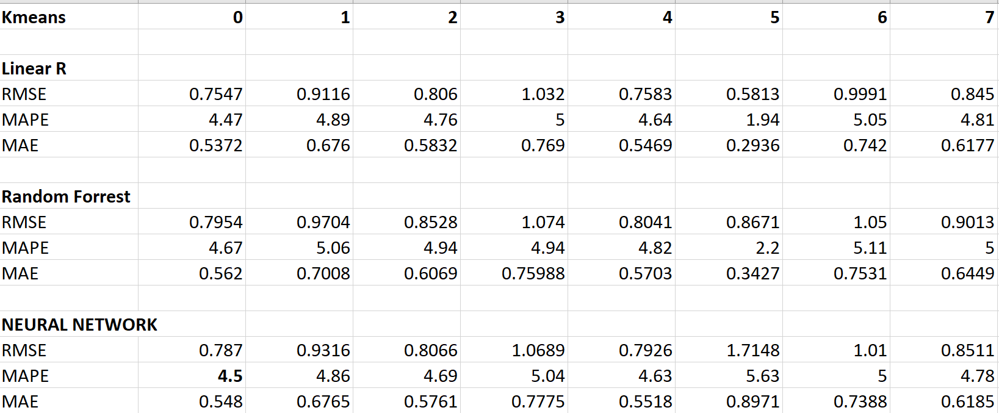 Kmeans 0 1 2 3 4 5 6 7
Linear R
RMSE 0.7547 0.9116 0.806 1.032 0.7583 0.5813 0.9991 0.845
MAPE 4.47 4.89 4.76 5 4.64 1.94 5.05 4.81
MAE 0.5372 0.676 0.5832 0.769 0.5469 0.2936 0.742 0.6177
Random Forrest
RMSE 0.7954 0.9704 0.8528 1.074 0.8041 0.8671 1.05 0.9013
MAPE 4.67 5.06 4.94 4.94 4.82 2.2 5.11 5
MAE 0.562 0.7008 0.6069 0.75988 0.5703 0.3427 0.7531 0.6449
NEURAL NETWORK
RMSE 0.787 0.9316 0.8066 1.0689 0.7926 1.7148 1.01 0.8511
MAPE 4.5 4.86 4.69 5.04 4.63 5.63 5 4.78
MAE 0.548 0.6765 0.5761 0.7775 0.5518 0.8971 0.7388 0.6185